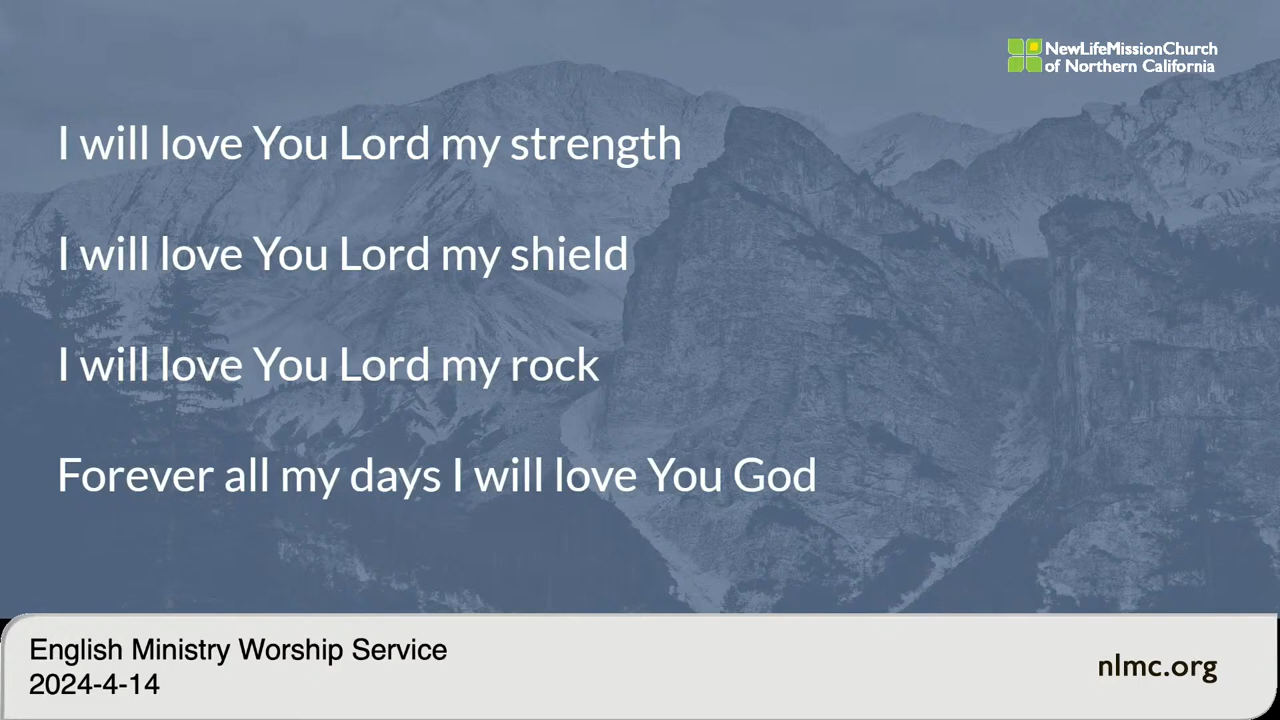 NewLifeMissionChurch
of Northern California
I will love You Lord my strength
I will love You Lord my shield
I will love You Lord my rock
Forever all my days I will love You God
English Ministry Worship Service
2024-4-14
nlmc.org